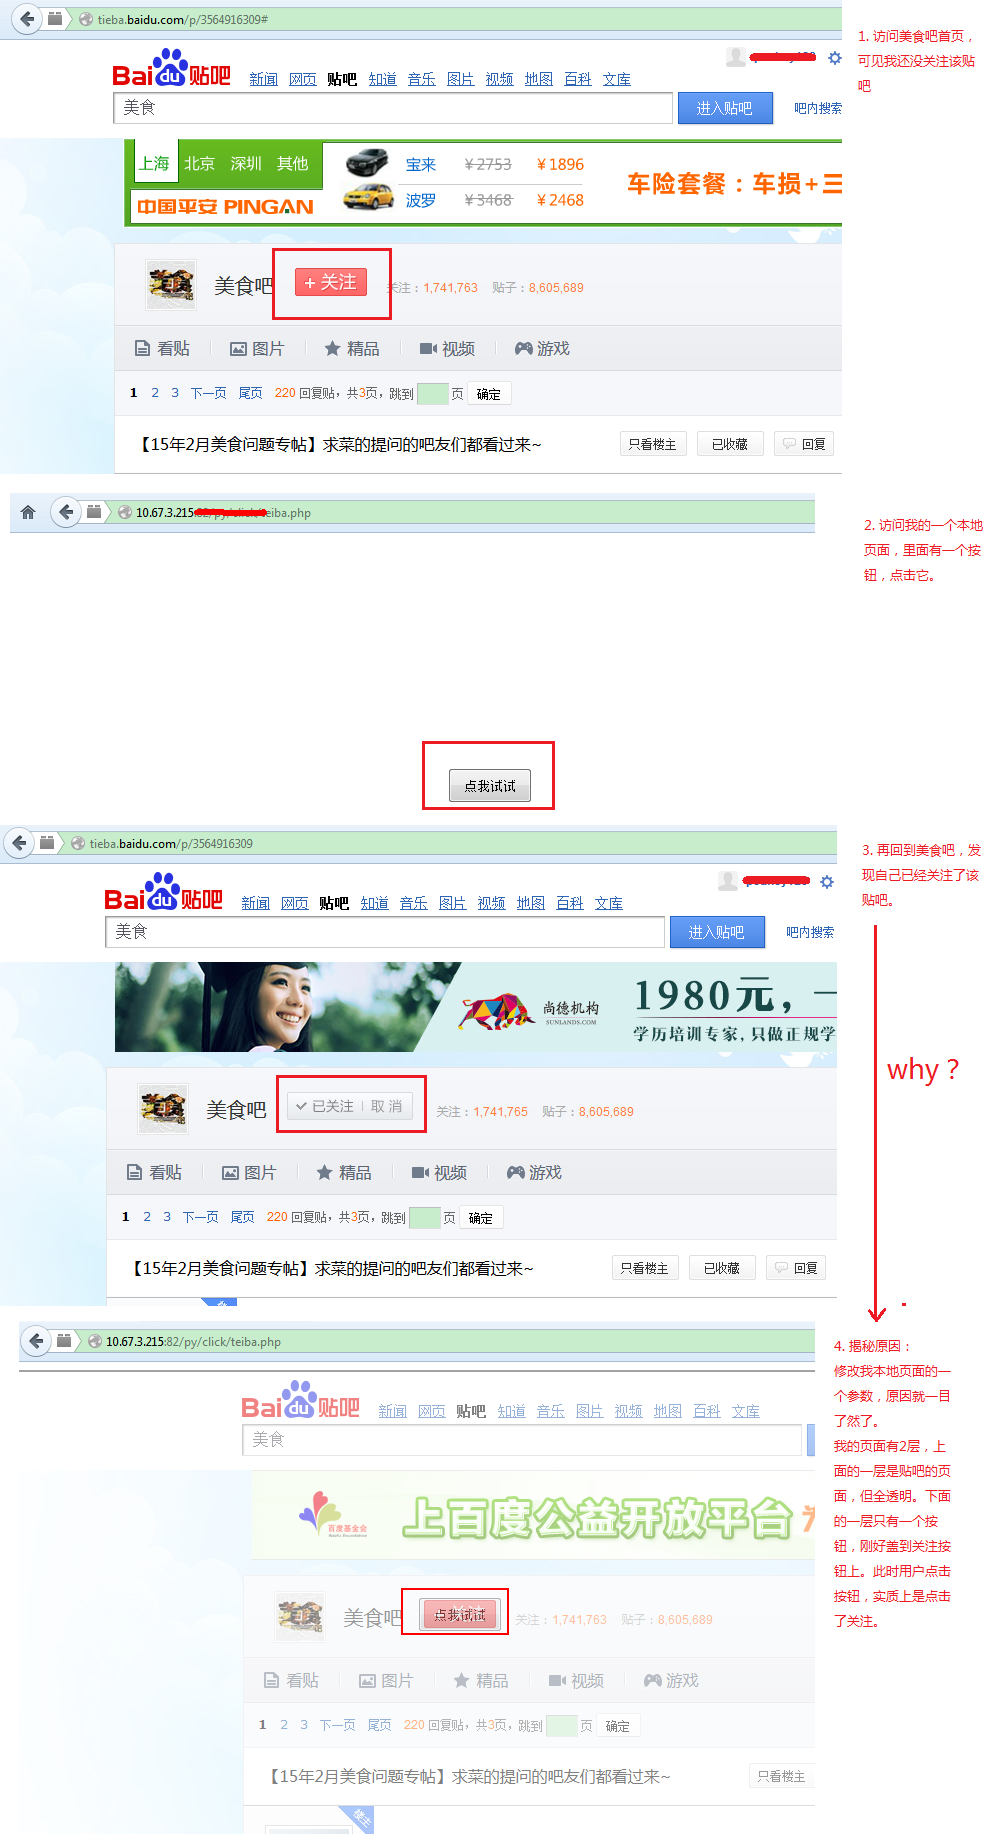 tieba.baidu.com/p/3564916309#
1. 访问美食吧首页，
可见我还没关注该贴
吧
Bai du 贴吧
新闻 网页 贴吧 知道 音乐 图片 视频 地图 百科 文库
美食
进入贴吧
吧内搜索
上海 北京 深圳 其他
宝来 ￥2753 ￥1896
波罗 ￥3468 ￥2468
车险套餐：车损+三
中国平安 PINGAN
美食吧
+ 关注
关注：1,741,763 贴子：8,605,689
看贴 图片 精品 视频 游戏
1 2 3 下一页 尾页 220 回复贴，共3页，跳到 页 确定
【15年2月美食问题专帖】求菜的提问的吧友们都看过来~
只看楼主 已收藏 回复
10.67.3.215
teiba.php
2. 访问我的一个本地
页面，里面有一个按
钮，点击它。
点我试试
tieba.baidu.com/p/3564916309
3. 再回到美食吧，发
现自己已经关注了该
贴吧。
Bai du 贴吧
新闻 网页 贴吧 知道 音乐 图片 视频 地图 百科 文库
美食
进入贴吧
吧内搜索
尚德机构
SUNLANDS.COM
1980元，一
学历培训专家，只做正规学
why？
美食吧
已关注 | 取 消
关注：1,741,765 贴子：8,605,689
看贴 图片 精品 视频 游戏
1 2 3 下一页 尾页 220 回复贴，共3页，跳到 页 确定
【15年2月美食问题专帖】求菜的提问的吧友们都看过来~
只看楼主 已收藏 回复
10.67.3.215:82/py/click/teiba.php
4. 揭秘原因：
修改我本地页面的一
个参数，原因就一目
了然了。
我的页面有2层，上
面的一层是贴吧的页
面，但全透明。下面
的一层只有一个按
钮，刚好盖到关注按
钮上。此时用户点击
按钮，实质上是点击
了关注。
Bai du 贴吧
新闻 网页 贴吧 知道 音乐 图片 视频 地图 百科 文库
美食
百度基金会
上百度公益开放平台
美食吧
点我试试
关注：1,741,763 贴子：8,605,689
看贴 图片 精品 视频 游戏
1 2 3 下一页 尾页 220 回复贴，共3页，跳到 页 确定
【15年2月美食问题专帖】求菜的提问的吧友们都看过来~
只看楼主
楼主